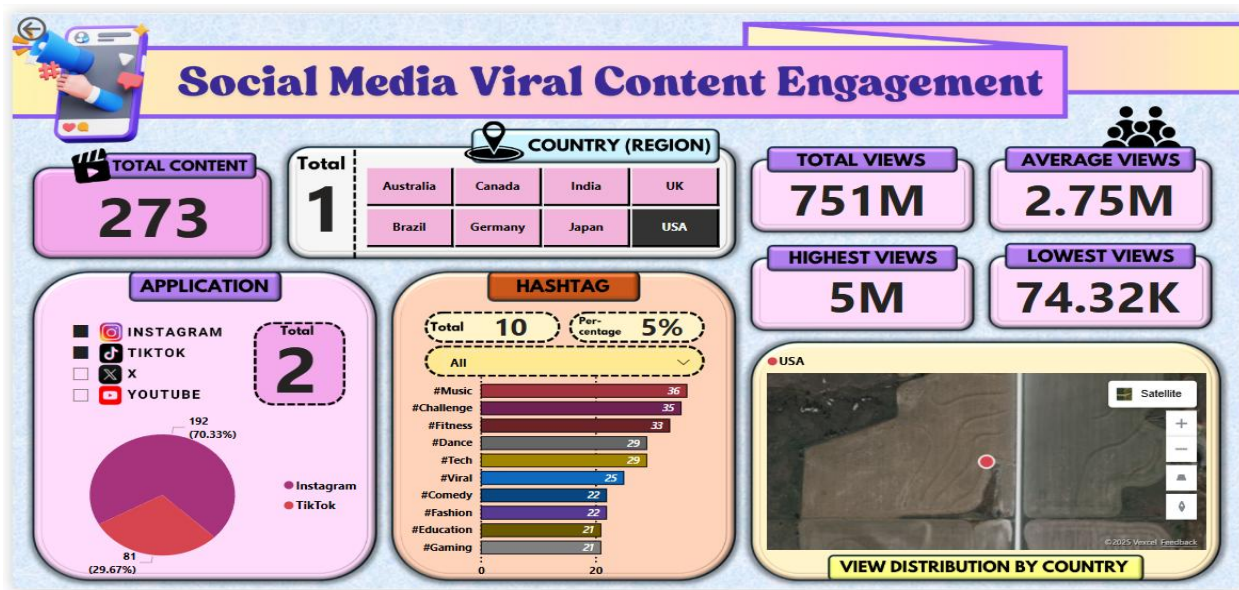 Social Media Viral Content Engagement
TOTAL CONTENT
273
Total
1
COUNTRY (REGION)
Australia Canada India UK
Brazil Germany Japan USA
TOTAL VIEWS
751M
AVERAGE VIEWS
2.75M
HIGHEST VIEWS
5M
LOWEST VIEWS
74.32K
APPLICATION
INSTAGRAM
TIKTOK
X
YOUTUBE
Total
2
192
(70.33%)
81
(29.67%)
Instagram
TikTok
HASHTAG
Total 10
Per-
centage 5%
All
#Music 36
#Challenge 35
#Fitness 33
#Dance 29
#Tech 29
#Viral 25
#Comedy 22
#Fashion 22
#Education 21
#Gaming 21
0 20
USA
Satellite
©2025 Vexcel Feedback
VIEW DISTRIBUTION BY COUNTRY